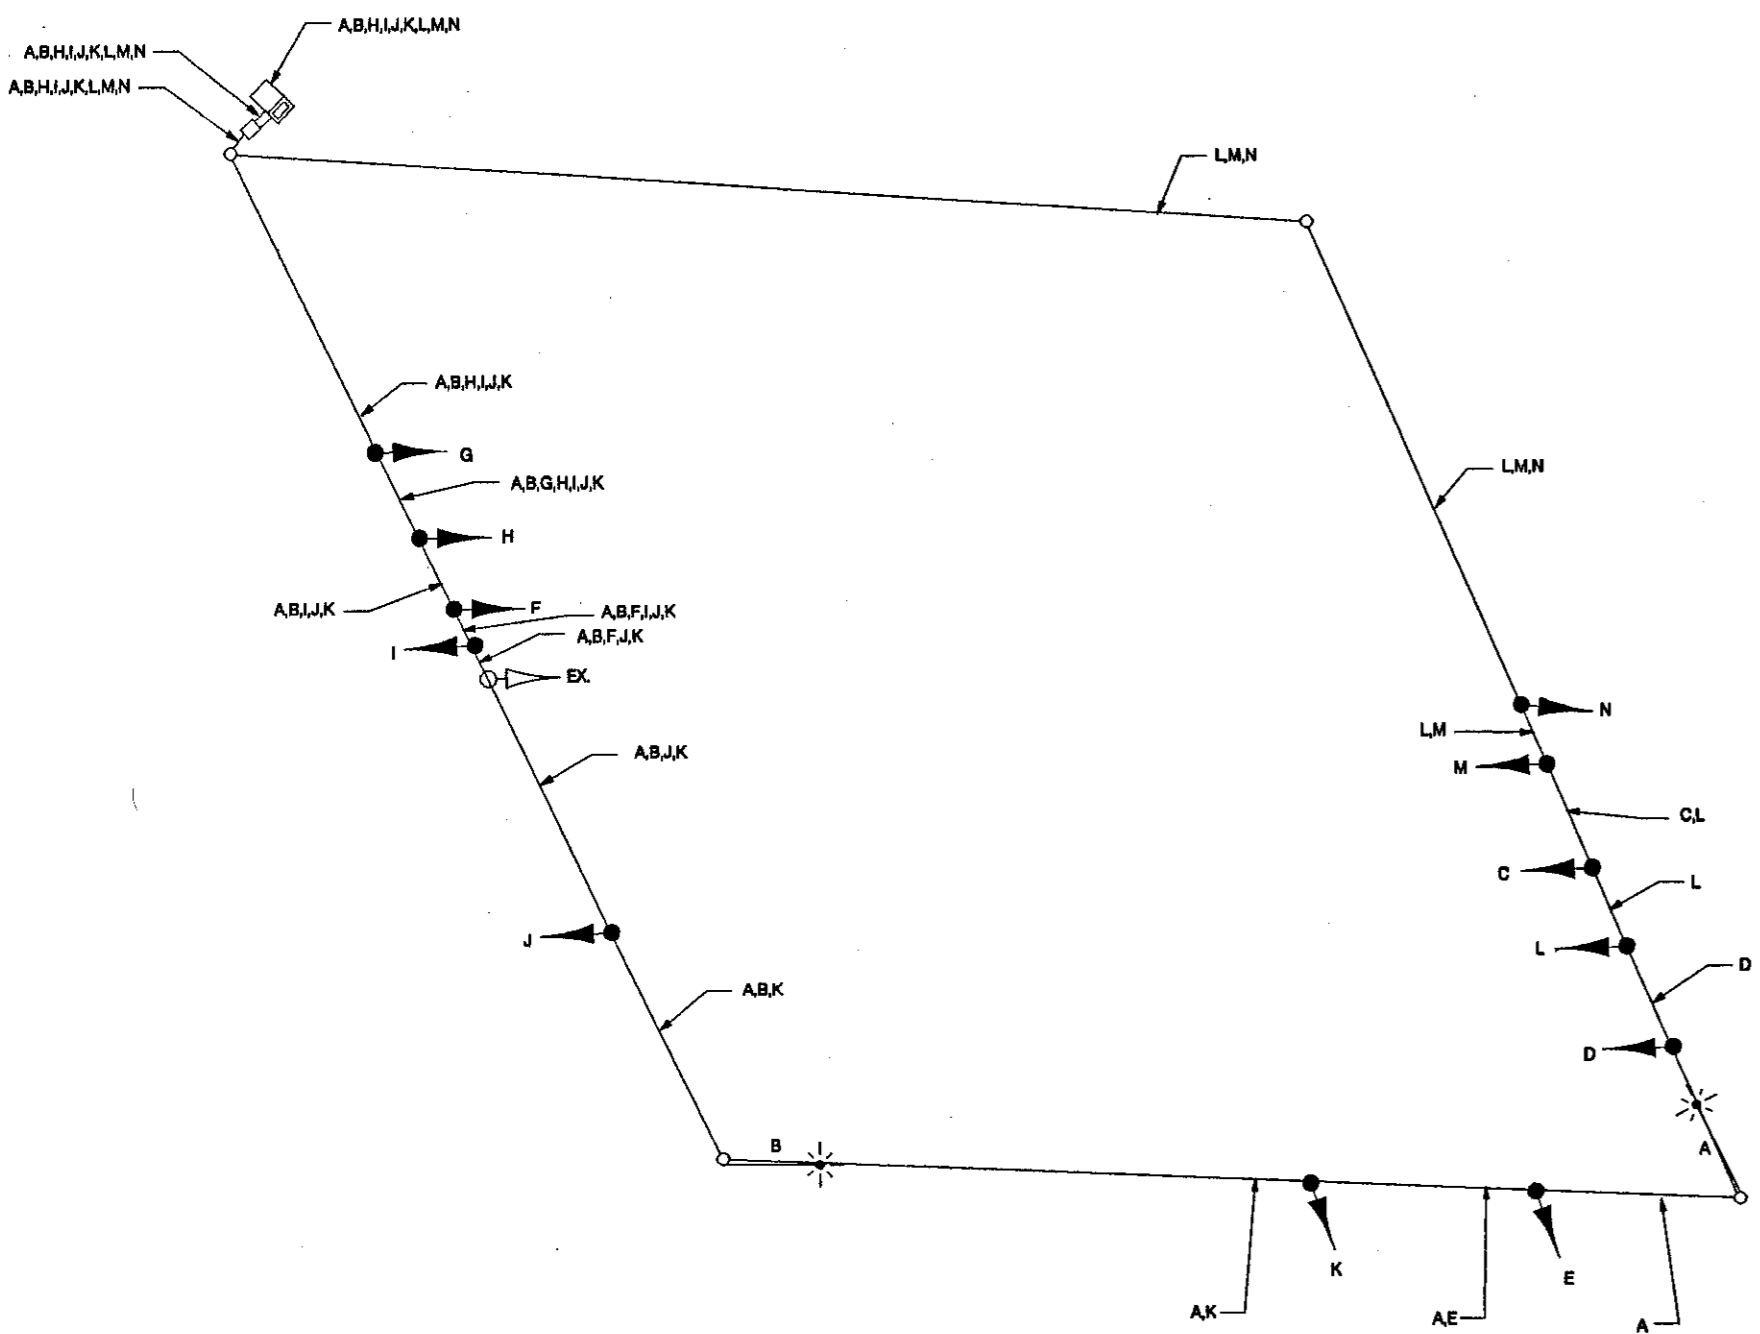 A,B,H,I,J,K,L,M,N
A,B,H,I,J,K,L,M,N
A,B,H,I,J,K,L,M,N
L,M,N
A,B,H,I,J,K
G
L,M,N
A,B,G,H,I,J,K
H
A,B,I,J,K
F
A,B,F,I,J,K
A,B,F,J,K
I
EX.
N
L,M
A,B,J,K
M
C,L
C
L
J
L
D
A,B,K
D
B
A
K
E
A,K
A,E
A